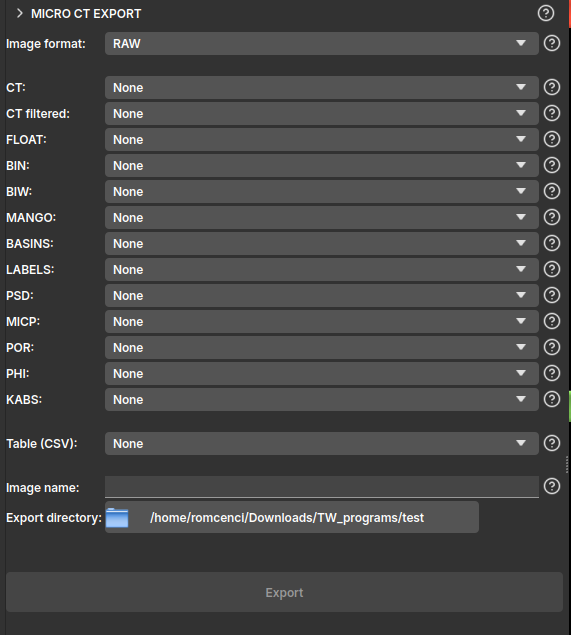 MICRO CT EXPORT
Image format: RAW
CT: None
CT filtered: None
FLOAT: None
BIN: None
BIW: None
MANGO: None
BASINS: None
LABELS: None
PSD: None
MICP: None
POR: None
PHI: None
KABS: None
Table (CSV): None
Image name:
Export directory: /home/romcenci/Downloads/TW_programs/test
Export